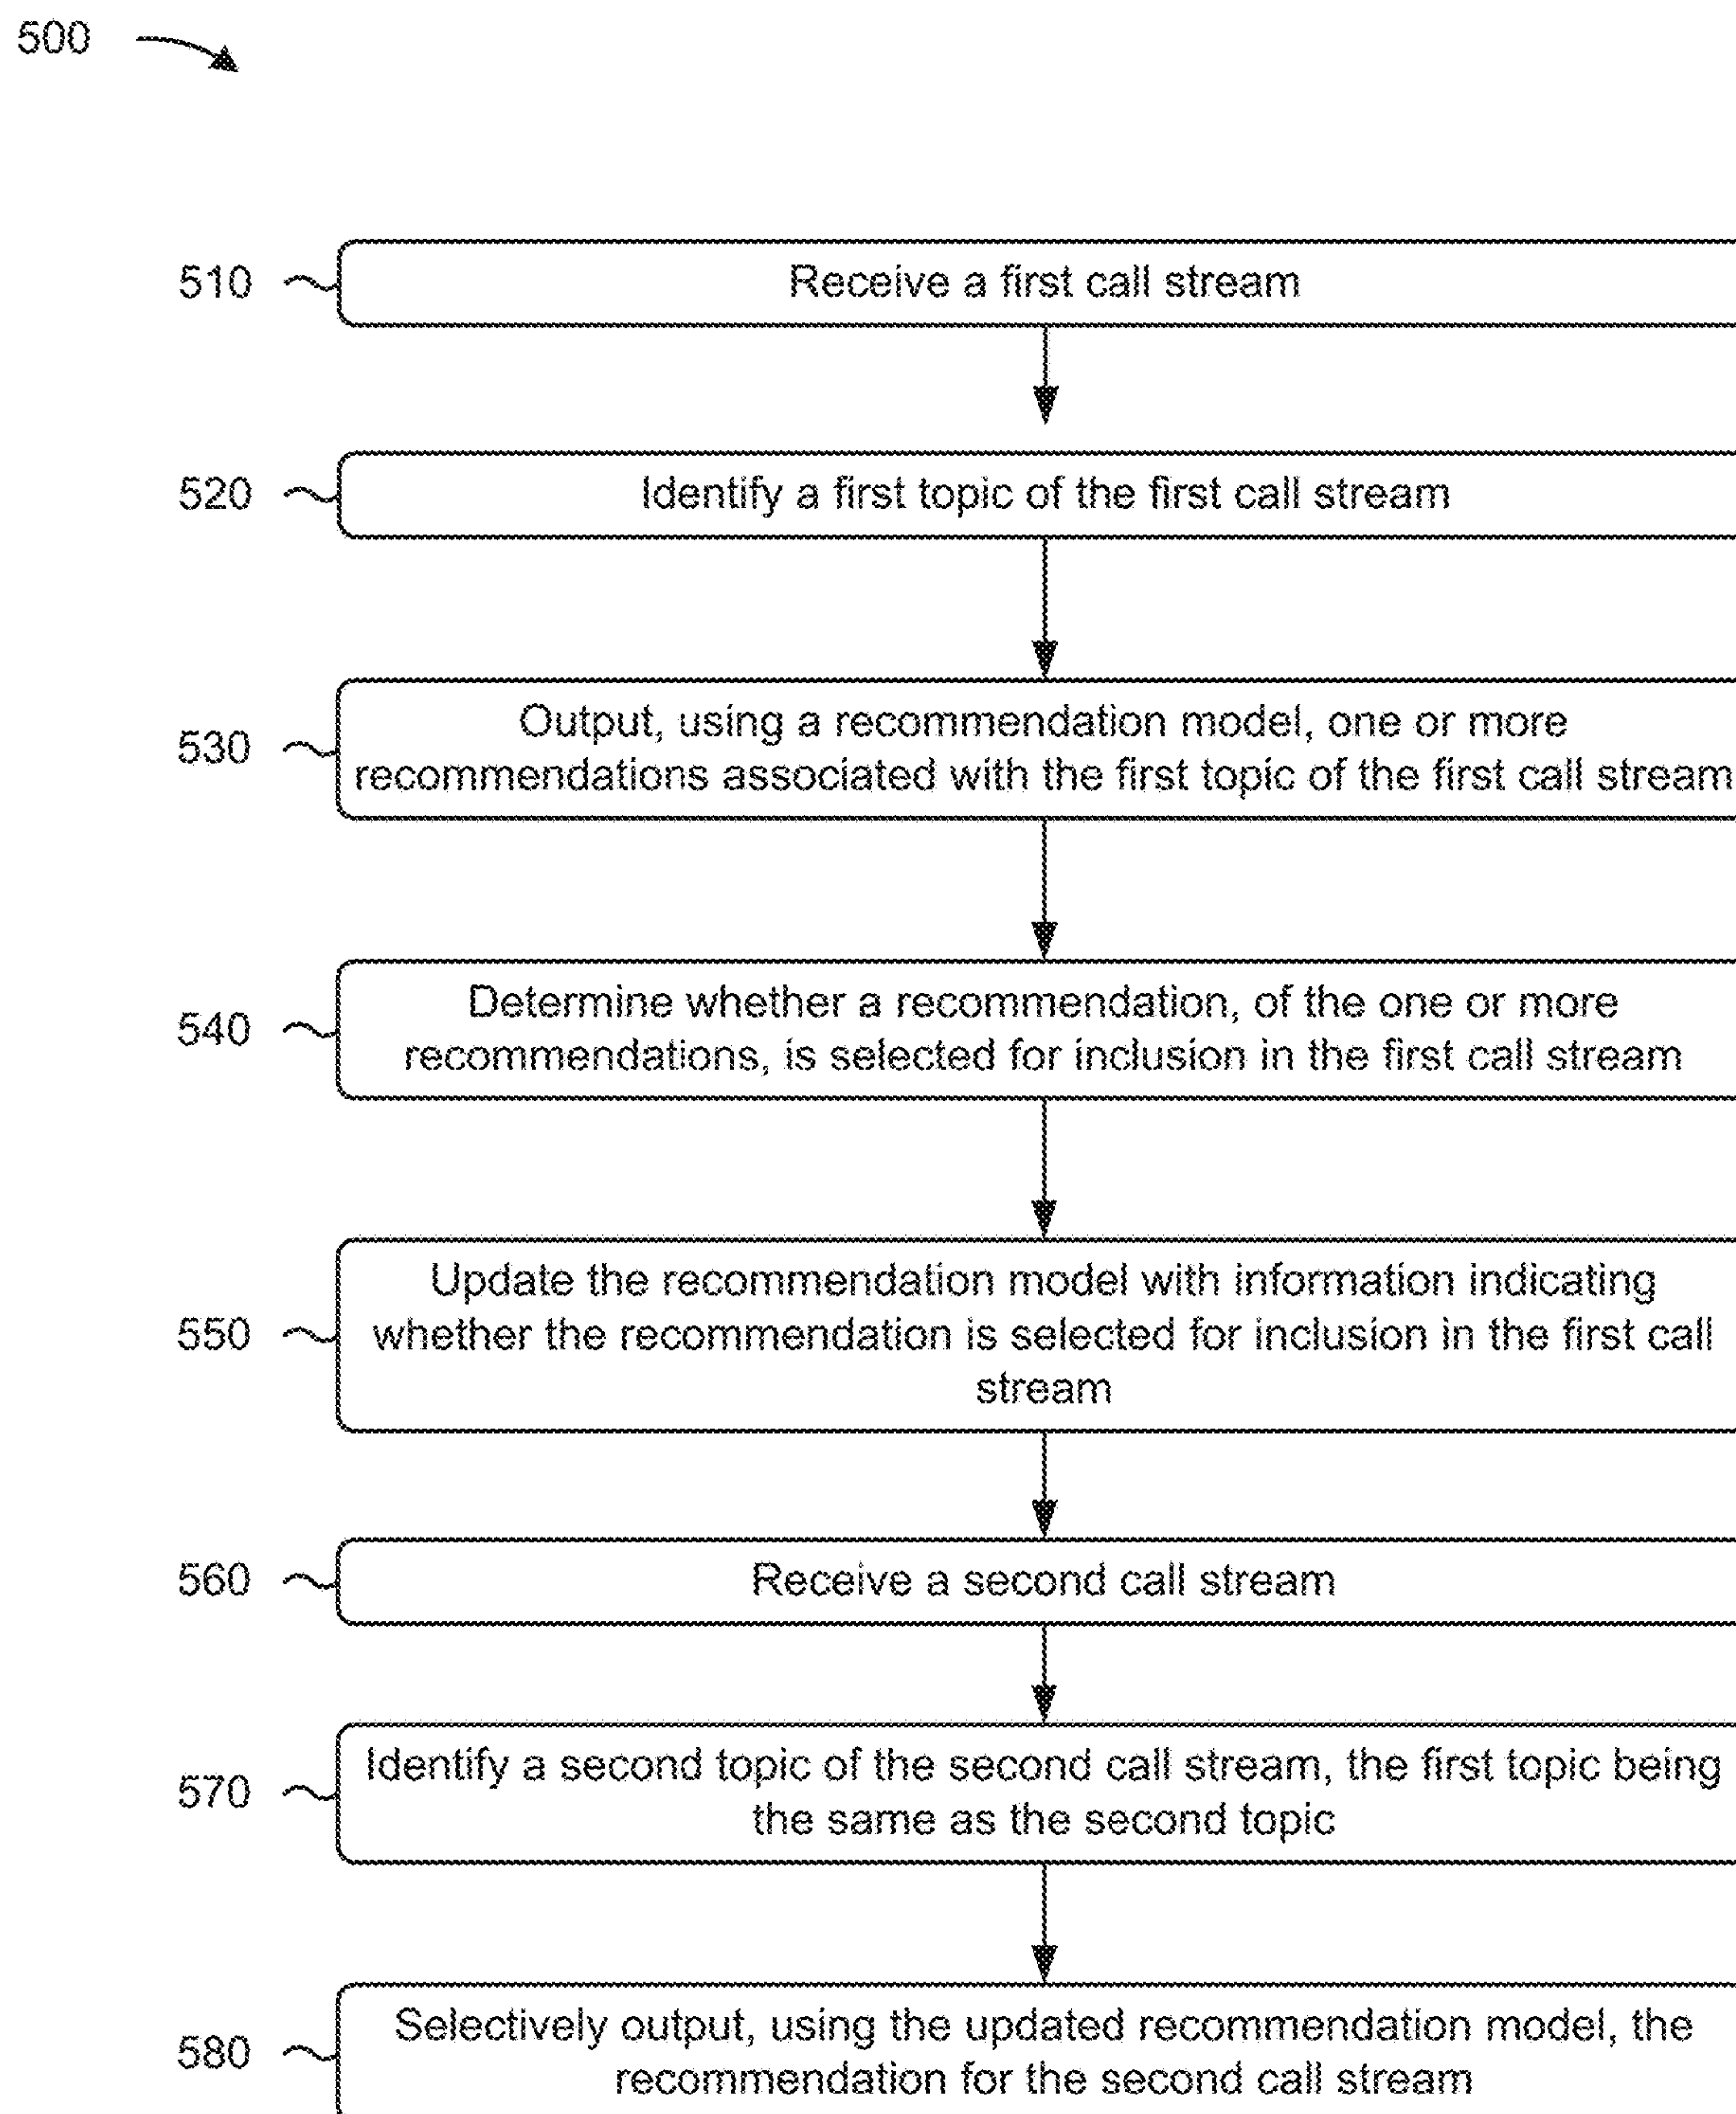 500
510
Receive a first call stream
520
Identify a first topic of the first call stream
530
Output, using a recommendation model, one or more
recommendations associated with the first topic of the first call stream
540
Determine whether a recommendation, of the one or more
recommendations, is selected for inclusion in the first call stream
550
Update the recommendation model with information indicating
whether the recommendation is selected for inclusion in the first call
stream
560
Receive a second call stream
570
Identify a second topic of the second call stream, the first topic being
the same as the second topic
580
Selectively output, using the updated recommendation model, the
recommendation for the second call stream